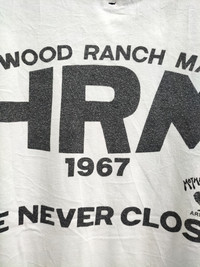 WOOD RANCH MA
HRM
1967
E NEVER CLOS